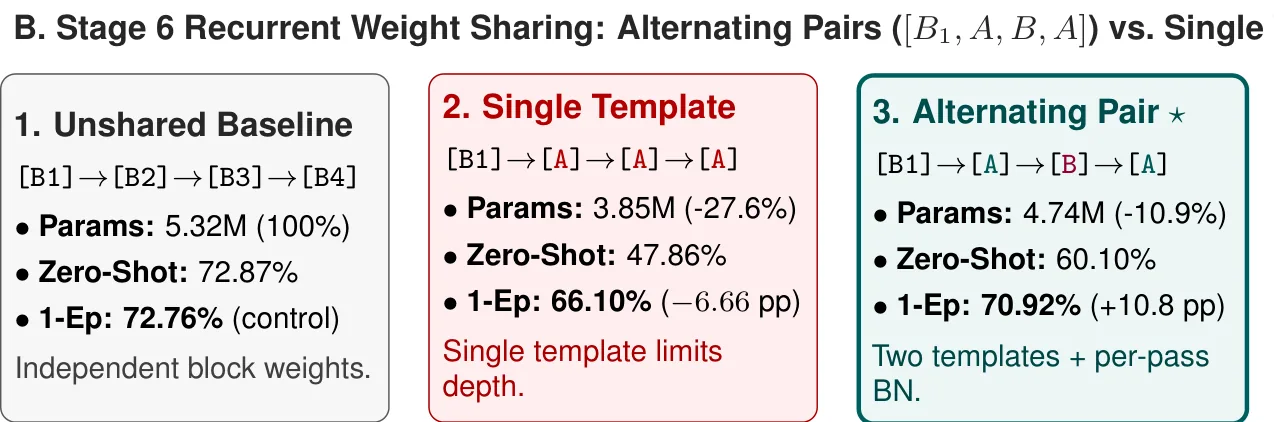 B. Stage 6 Recurrent Weight Sharing: Alternating Pairs ([B₁, A, B, A]) vs. Single
1. Unshared Baseline
[B1]→[B2]→[B3]→[B4]
• Params: 5.32M (100%)
• Zero-Shot: 72.87%
• 1-Ep: 72.76% (control)
Independent block weights.
2. Single Template
[B1]→[A]→[A]→[A]
• Params: 3.85M (-27.6%)
• Zero-Shot: 47.86%
• 1-Ep: 66.10% (−6.66 pp)
Single template limits
depth.
3. Alternating Pair ⋆
[B1]→[A]→[B]→[A]
• Params: 4.74M (-10.9%)
• Zero-Shot: 60.10%
• 1-Ep: 70.92% (+10.8 pp)
Two templates + per-pass
BN.